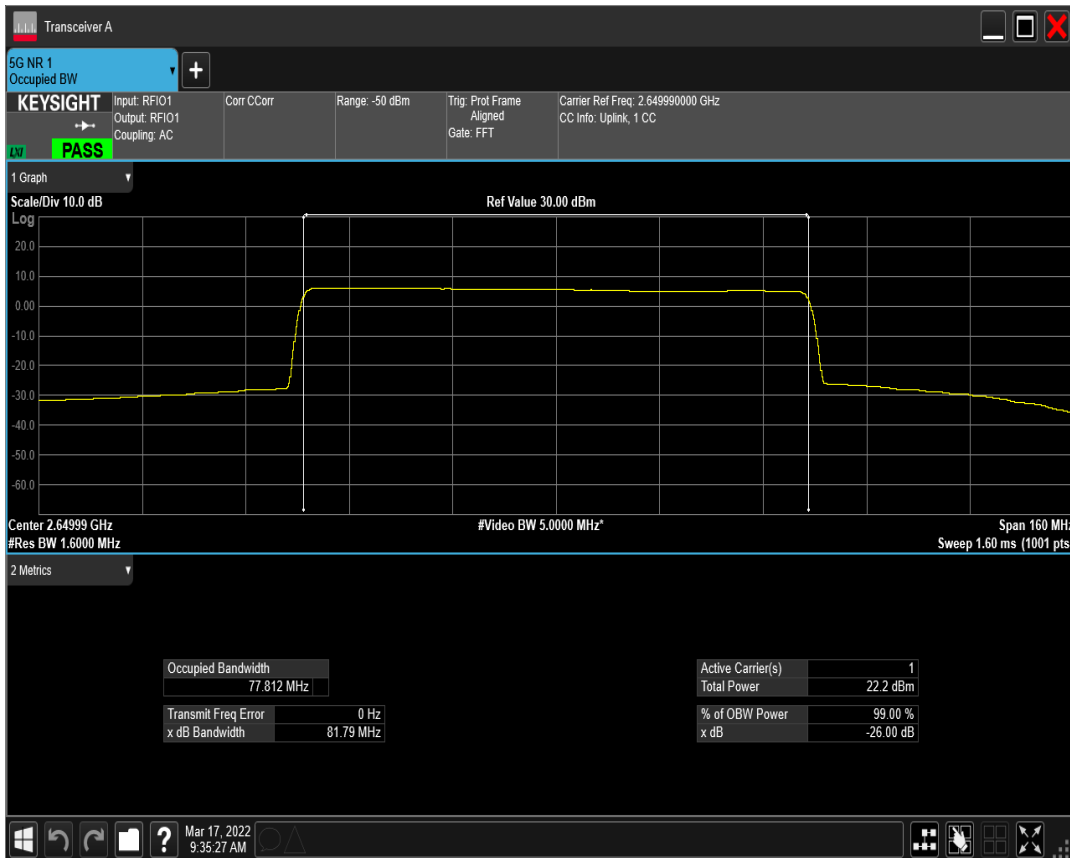 Transceiver A
5G NR 1
Occupied BW
+
KEYSIGHT
LXI
PASS
Input: RFIO1
Output: RFIO1
Coupling: AC
Corr CCorr
Range: -50 dBm
Trig: Prot Frame
Aligned
Gate: FFT
Carrier Ref Freq: 2.649990000 GHz
CC Info: Uplink, 1 CC
1 Graph
Scale/Div 10.0 dB
Ref Value 30.00 dBm
Log
20.0
10.0
0.00
-10.0
-20.0
-30.0
-40.0
-50.0
-60.0
Center 2.64999 GHz
#Video BW 5.0000 MHz*
Span 160 MHz
#Res BW 1.6000 MHz
Sweep 1.60 ms (1001 pts
2 Metrics
Occupied Bandwidth
77.812 MHz
Transmit Freq Error 0 Hz
x dB Bandwidth 81.79 MHz
Active Carrier(s) 1
Total Power 22.2 dBm
% of OBW Power 99.00 %
x dB -26.00 dB
?
Mar 17, 2022
9:35:27 AM